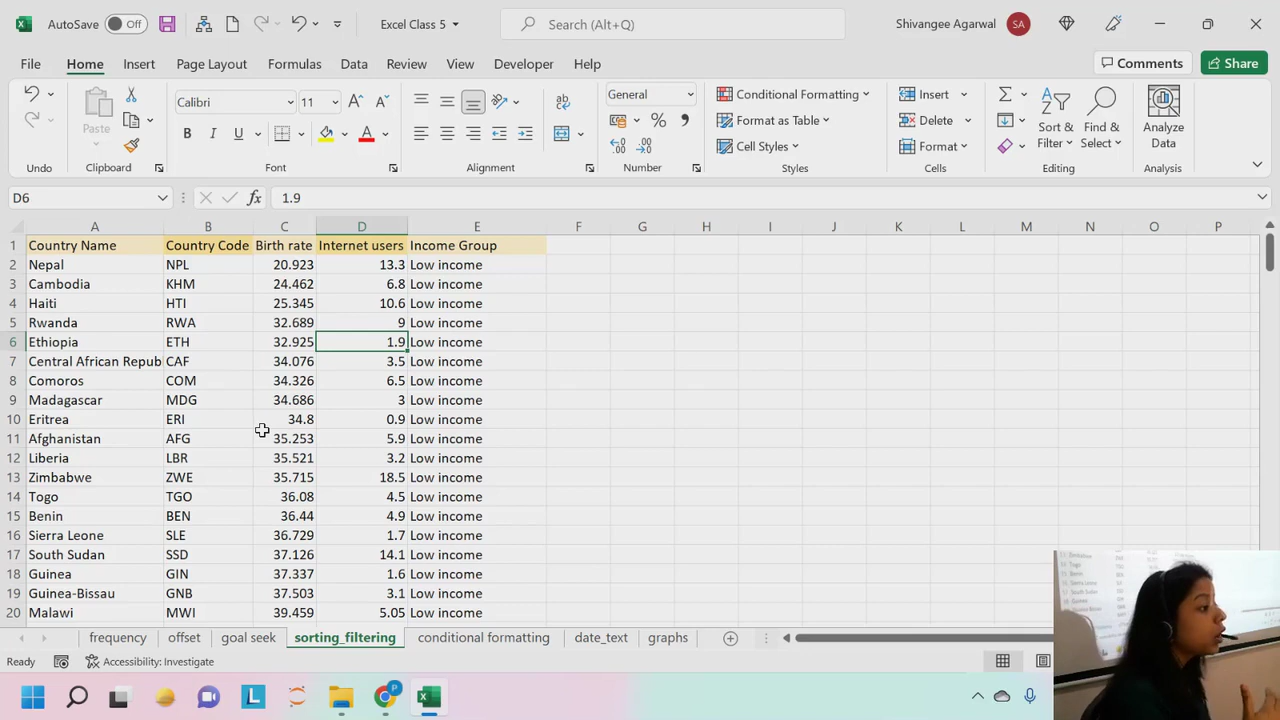 AutoSave Off Excel Class 5 Search (Alt+Q) Shivangee Agarwal SA
File Home Insert Page Layout Formulas Data Review View Developer Help Comments Share
Calibri 11 General Conditional Formatting Insert
Paste B I U Format as Table Delete Sort & Filter Find & Select Analyze Data
Cell Styles Format
Undo Clipboard Font Alignment Number Styles Cells Editing Analysis
D6 fx 1.9
A B C D E F G H I J K L M N O P
1 Country Name Country Code Birth rate Internet users Income Group
2 Nepal NPL 20.923 13.3 Low income
3 Cambodia KHM 24.462 6.8 Low income
4 Haiti HTI 25.345 10.6 Low income
5 Rwanda RWA 32.689 9 Low income
6 Ethiopia ETH 32.925 1.9 Low income
7 Central African Repub CAF 34.076 3.5 Low income
8 Comoros COM 34.326 6.5 Low income
9 Madagascar MDG 34.686 3 Low income
10 Eritrea ERI 34.8 0.9 Low income
11 Afghanistan AFG 35.253 5.9 Low income
12 Liberia LBR 35.521 3.2 Low income
13 Zimbabwe ZWE 35.715 18.5 Low income
14 Togo TGO 36.08 4.5 Low income
15 Benin BEN 36.44 4.9 Low income
16 Sierra Leone SLE 36.729 1.7 Low income
17 South Sudan SSD 37.126 14.1 Low income
18 Guinea GIN 37.337 1.6 Low income
19 Guinea-Bissau GNB 37.503 3.1 Low income
20 Malawi MWI 39.459 5.05 Low income
frequency offset goal seek sorting_filtering conditional formatting date_text graphs
Ready Accessibility: Investigate